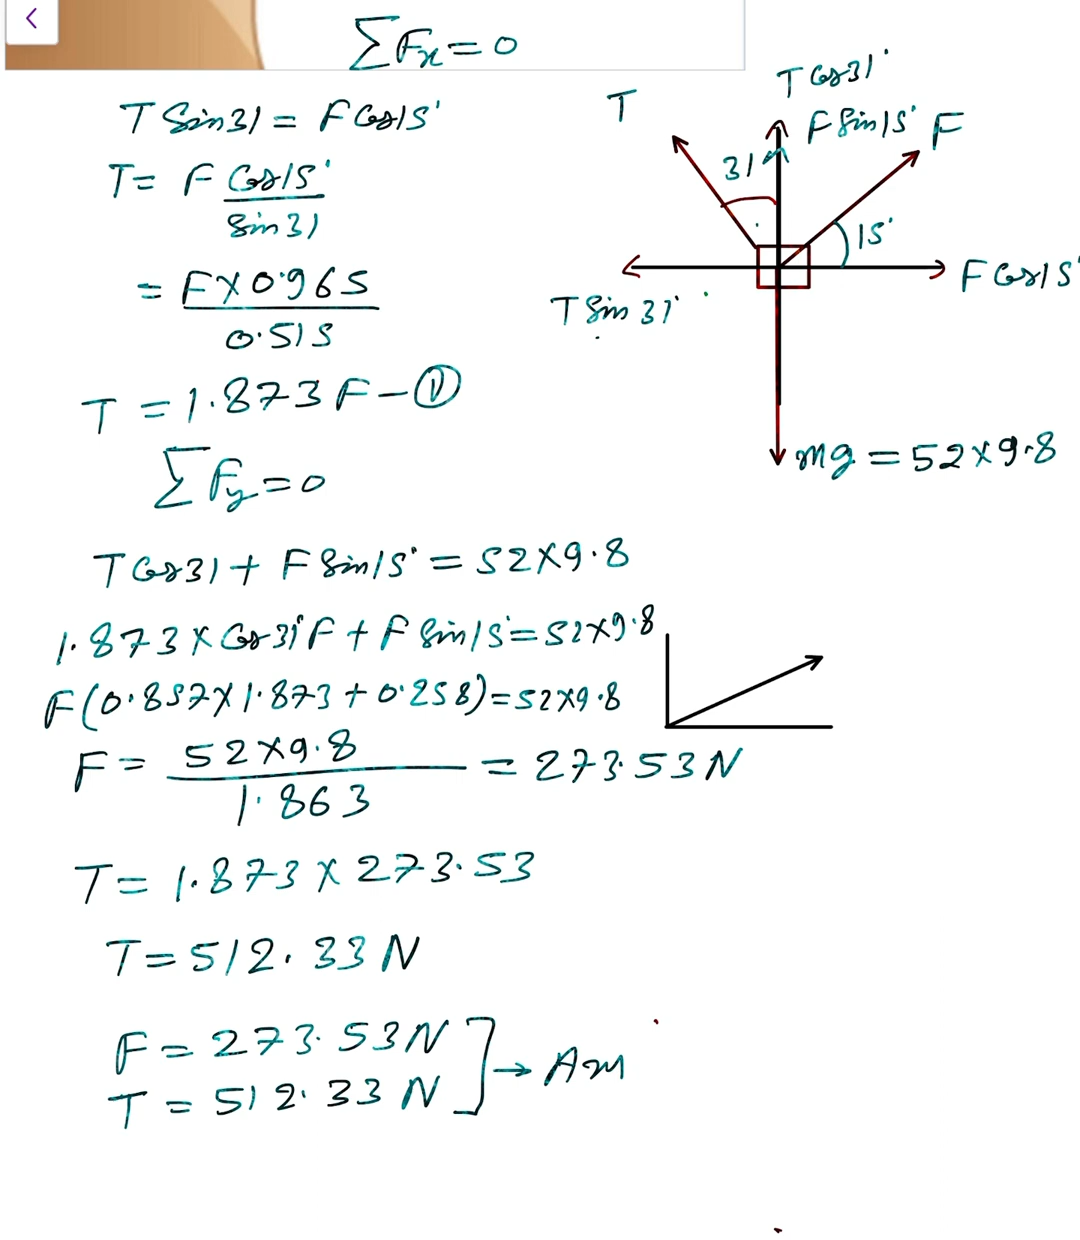 ΣFx=0
T Sin31 = F Cos15°
T= F Cos15°
Sin31
= F×0.965
0.515
T = 1.873 F - ①
ΣFy=0
T Cos31 + F Sin15° = 52×9.8
1.873 × Cos31° F + F Sin15° = 52×9.8
F(0.857×1.873 + 0.258) = 52×9.8
F = 52×9.8 = 273.53 N
1.863
T = 1.873 × 273.53
T = 512.33 N
F = 273.53 N
T = 512.33 N ] → Ans
T Cos31°
T
F Sin15° F
31
15°
F Cos15°
T Sin31°
mg = 52×9.8